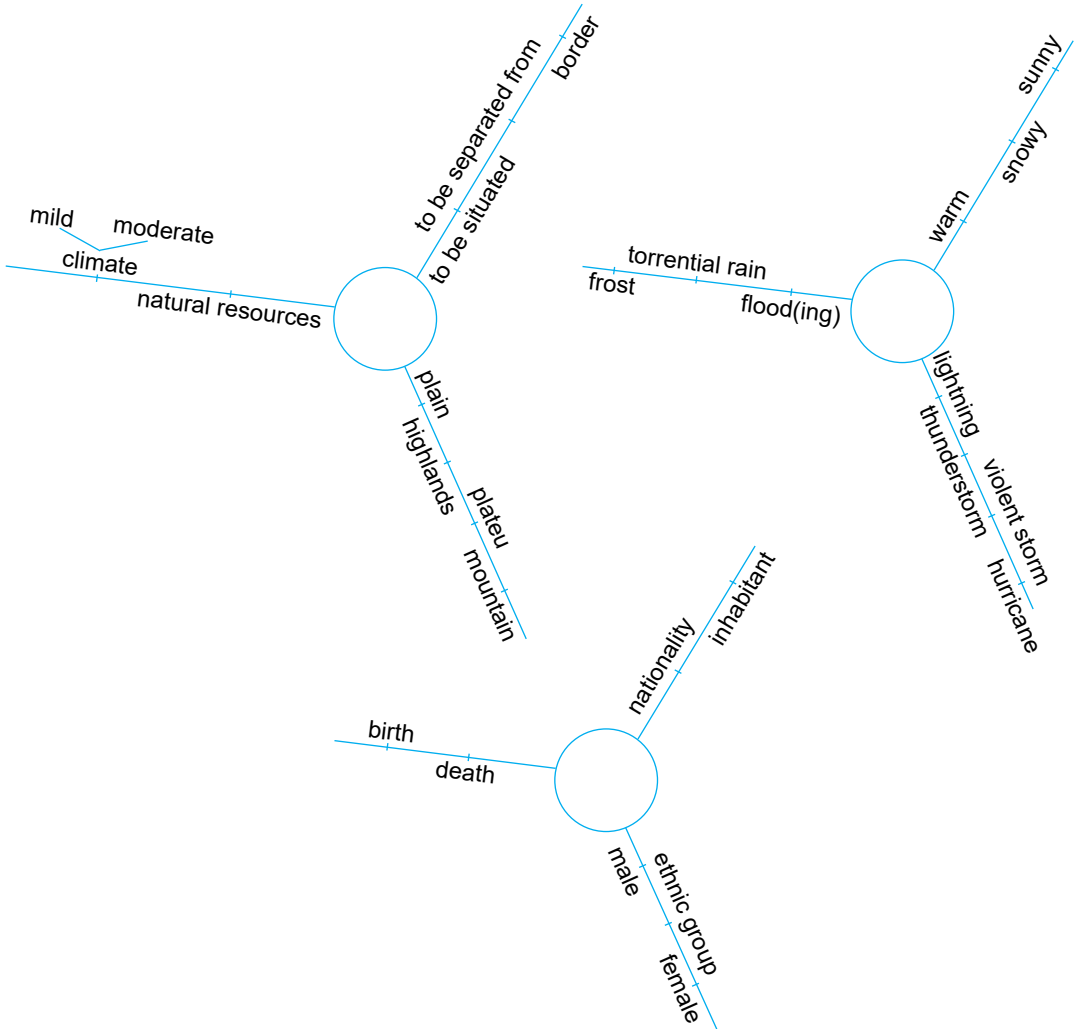 to be separated from
border
to be situated
mild
moderate
climate
natural resources
plain
highlands
plateu
mountain
sunny
snowy
warm
torrential rain
frost
flood(ing)
lightning
thunderstorm
violent storm
hurricane
nationality
inhabitant
birth
death
male
ethnic group
female